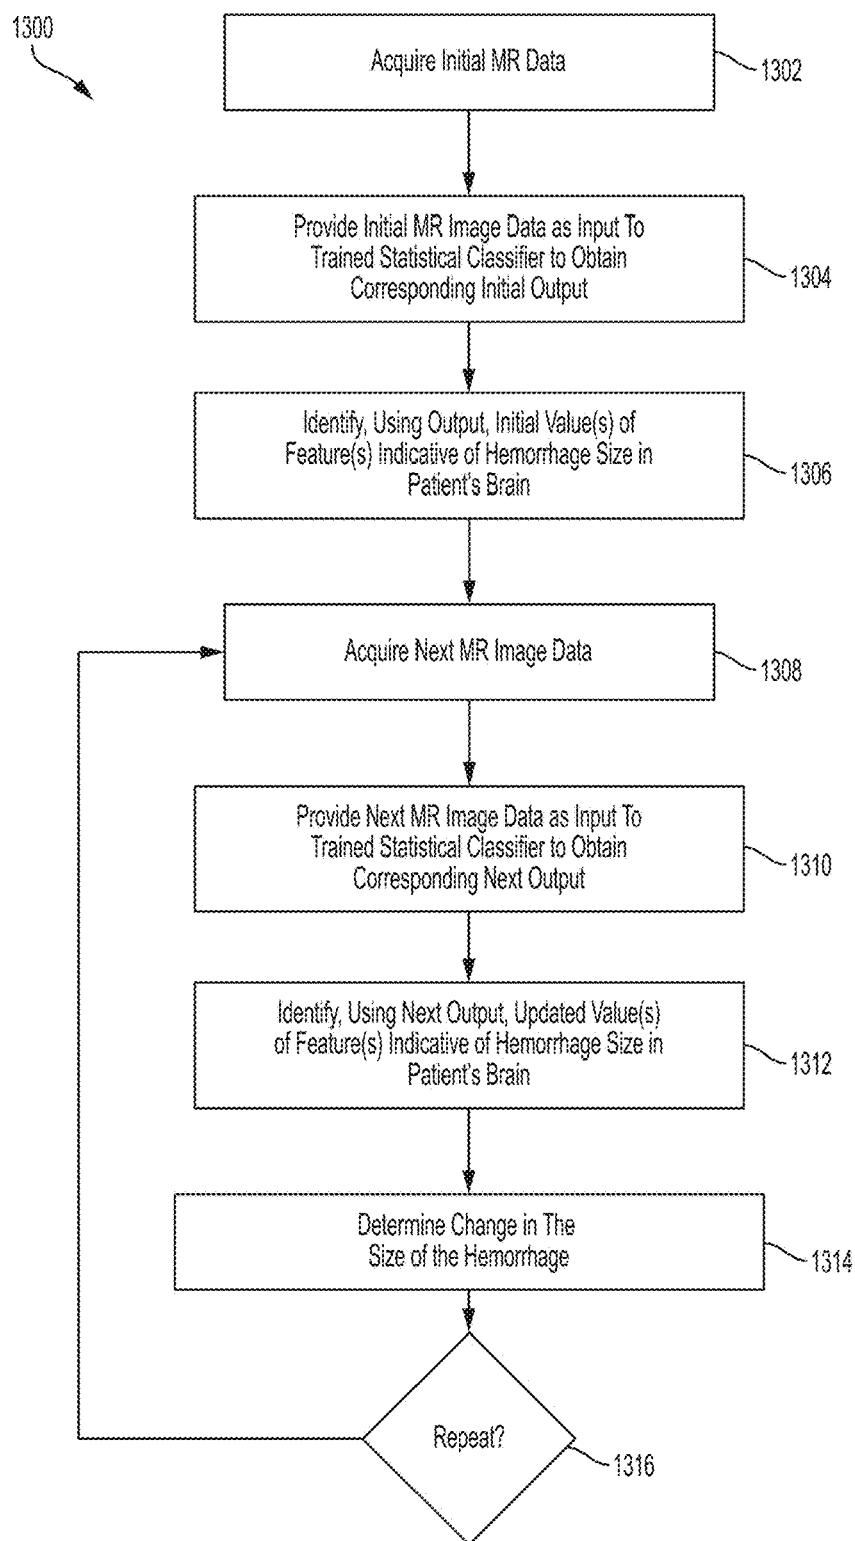 1300
Acquire Initial MR Data
1302
Provide Initial MR Image Data as Input To
Trained Statistical Classifier to Obtain
Corresponding Initial Output
1304
Identify, Using Output, Initial Value(s) of
Feature(s) Indicative of Hemorrhage Size in
Patient's Brain
1306
Acquire Next MR Image Data
1308
Provide Next MR Image Data as Input To
Trained Statistical Classifier to Obtain
Corresponding Next Output
1310
Identify, Using Next Output, Updated Value(s)
of Feature(s) Indicative of Hemorrhage Size in
Patient's Brain
1312
Determine Change in The
Size of the Hemorrhage
1314
Repeat?
1316